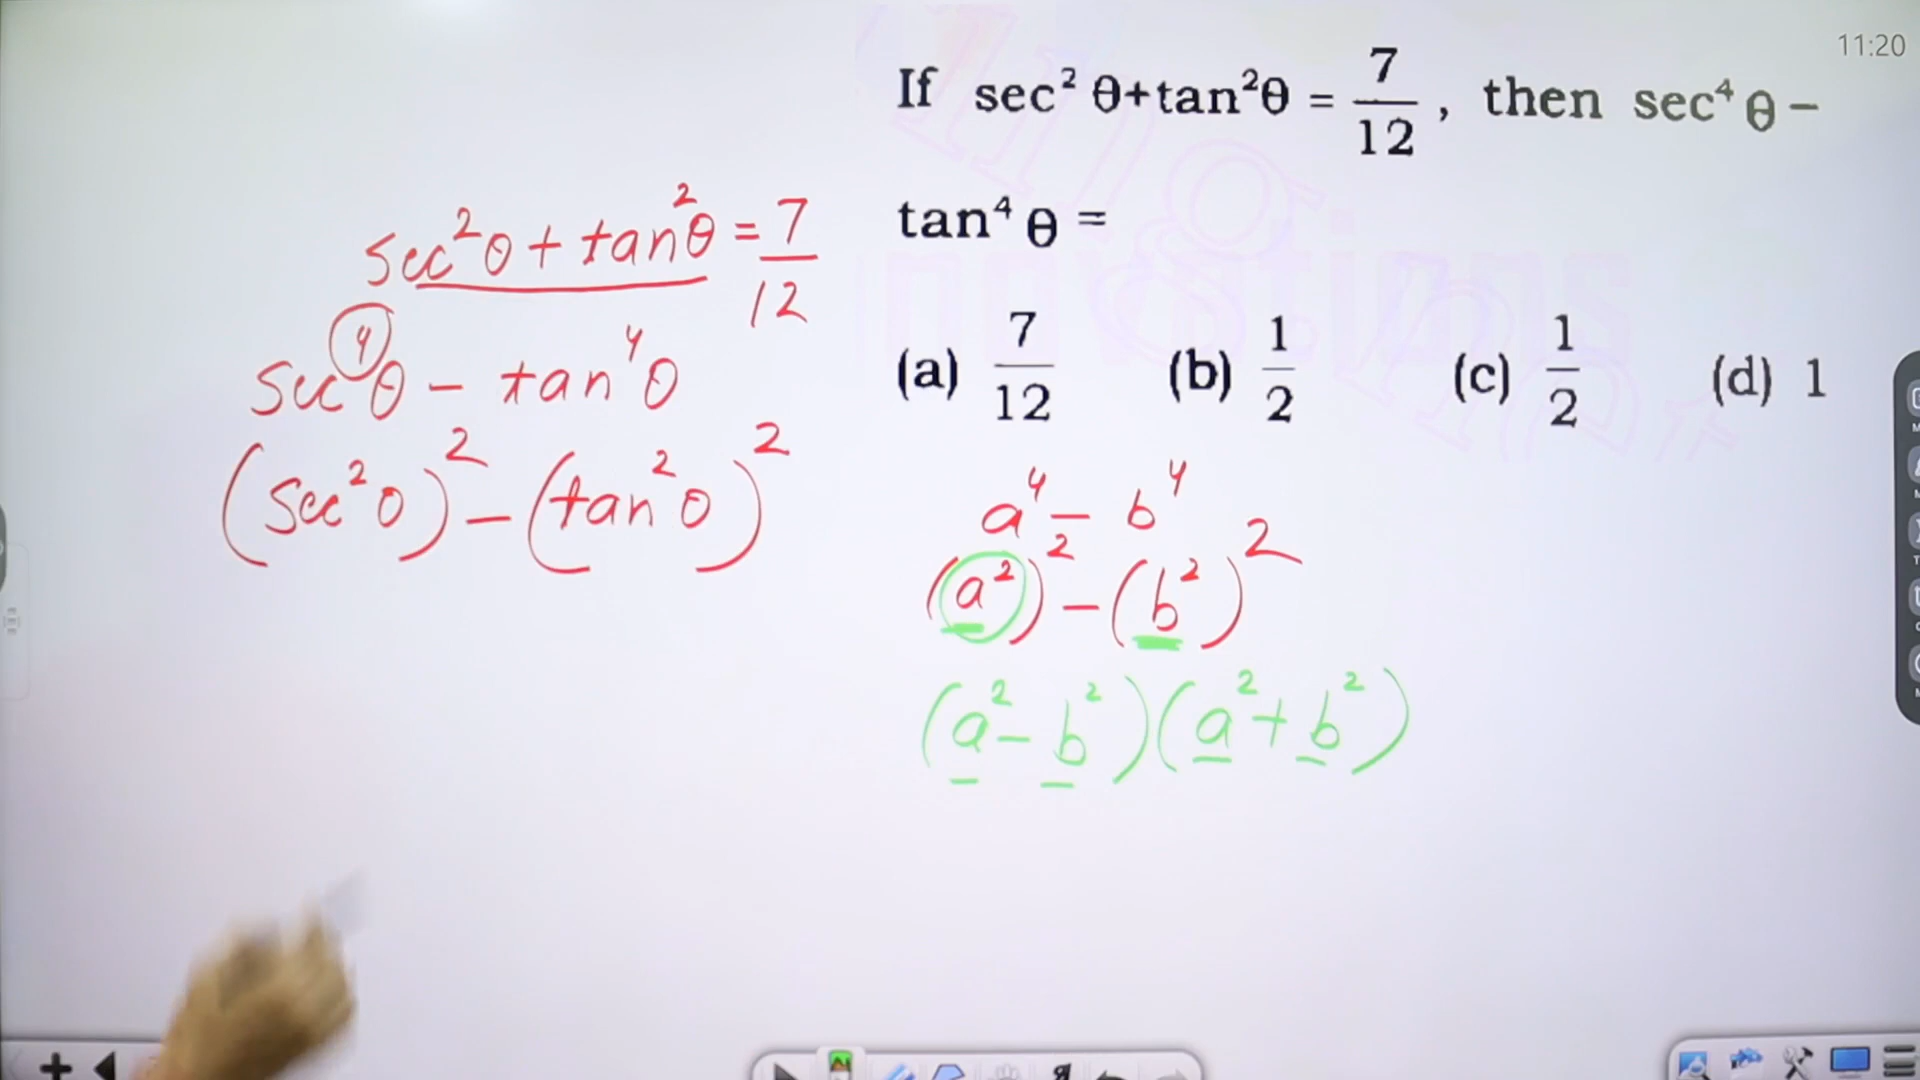 11:20
If sec² θ+tan²θ = 7/12, then sec⁴ θ −
tan⁴ θ =
(a) 7/12 (b) 1/2 (c) 1/2 (d) 1
sec²θ + tan²θ = 7/12
sec⁴θ − tan⁴θ
(sec²θ)² − (tan²θ)²
a⁴ − b⁴
(a²)² − (b²)²
(a² − b²)(a² + b²)